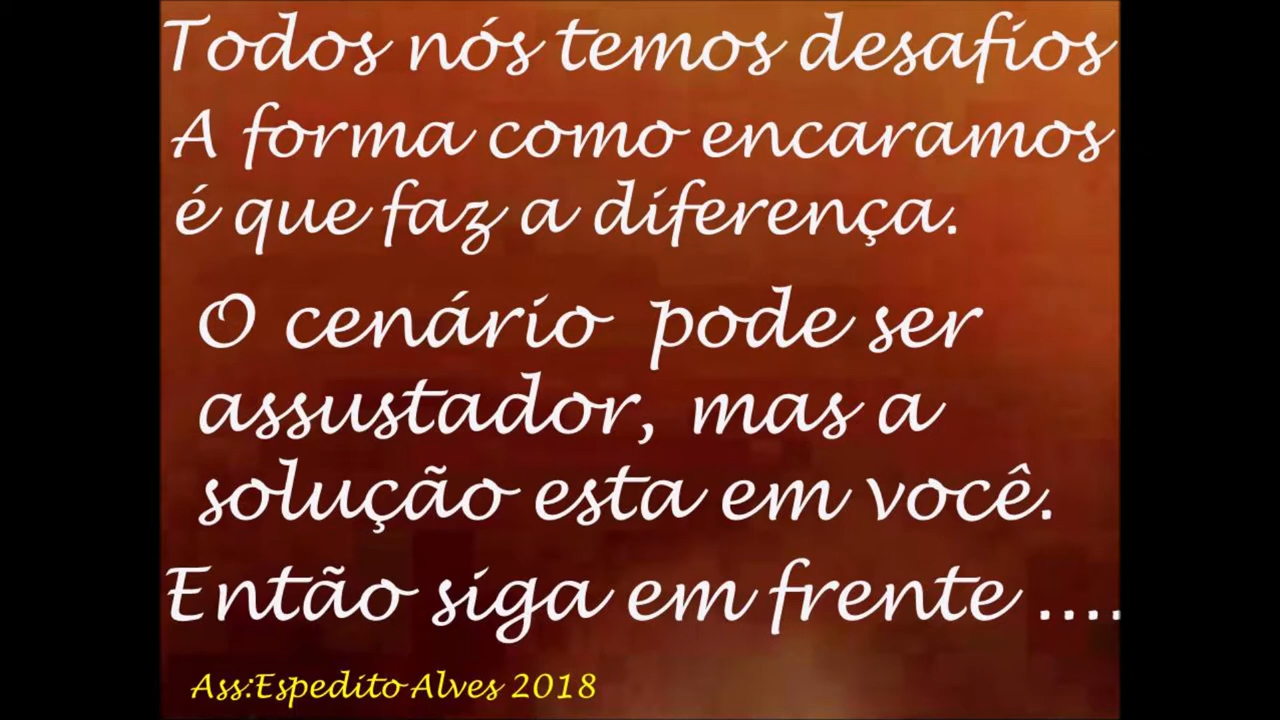 Todos nós temos desafios
A forma como encaramos
é que faz a diferença.
O cenário pode ser
assustador, mas a
solução esta em você.
Então siga em frente ....
Ass:Espedito Alves 2018